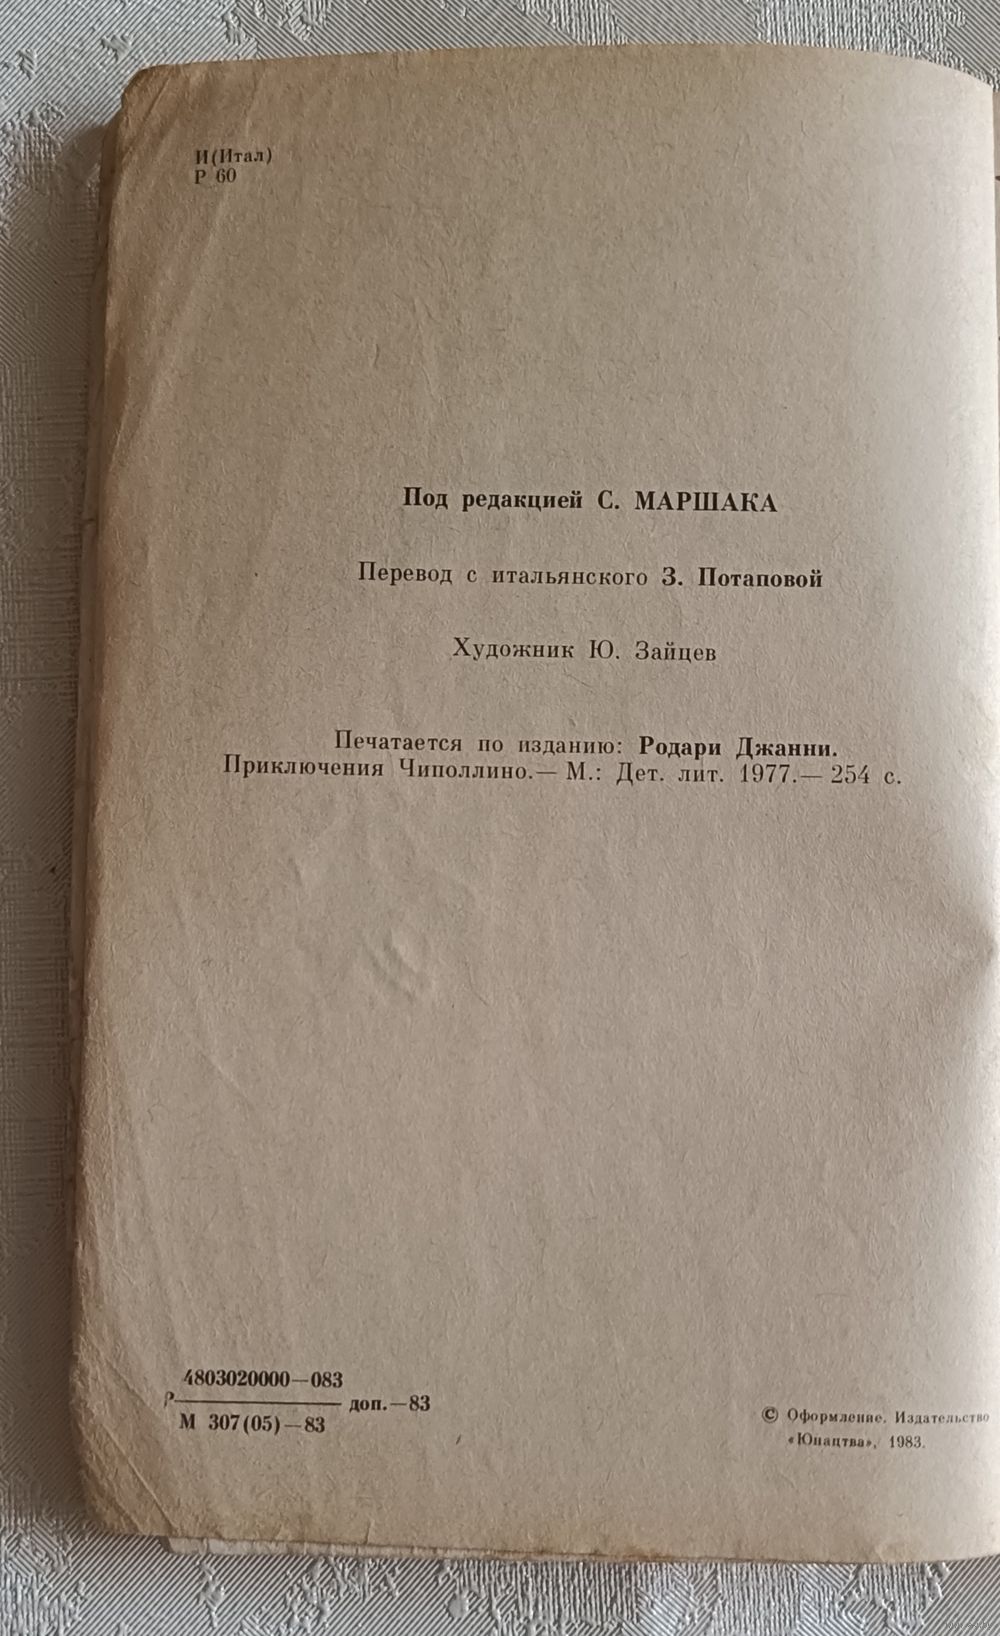 И(Итал)
Р 60
Под редакцией С. МАРШАКА
Перевод с итальянского З. Потаповой
Художник Ю. Зайцев
Печатается по изданию: Родари Джанни.
Приключения Чиполлино.— М.: Дет. лит. 1977.— 254 с.
4803020000—083
Р
доп.—83
М 307(05)—83
© Оформление. Издательство
«Юнацтва», 1983.